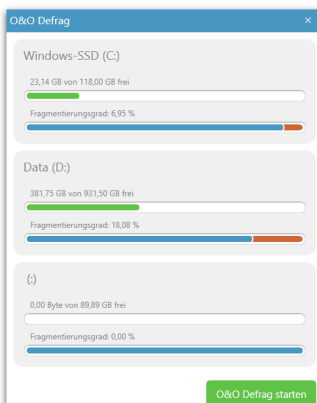 O&O Defrag
Windows-SSD (C:)
23,14 GB von 118,00 GB frei
Fragmentierungsgrad: 6,95 %
Data (D:)
381,75 GB von 931,50 GB frei
Fragmentierungsgrad: 18,08 %
(:)
0,00 Byte von 89,89 GB frei
Fragmentierungsgrad: 0,00 %
O&O Defrag starten